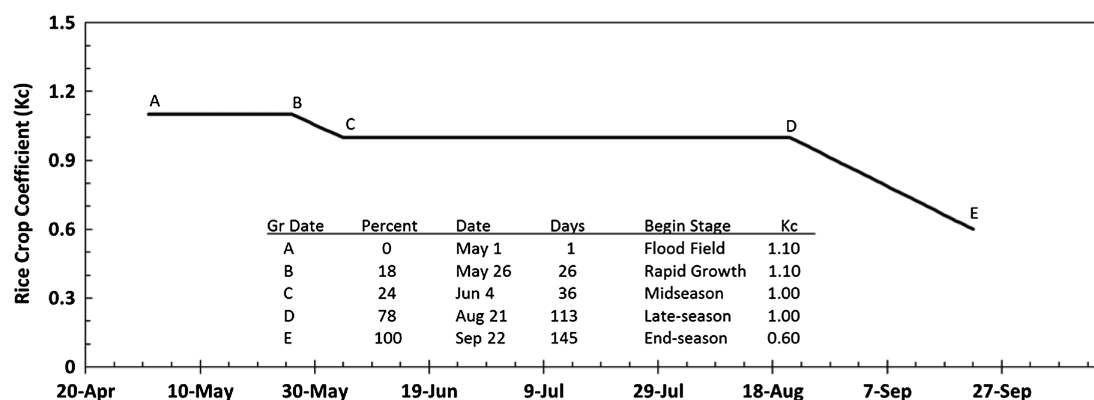 1.5
1.2
0.9
0.6
0.3
0
Rice Crop Coefficient (Kc)
A
B
C
D
E
Gr Date Percent Date Days Begin Stage Kc
A 0 May 1 1 Flood Field 1.10
B 18 May 26 26 Rapid Growth 1.10
C 24 Jun 4 36 Midseason 1.00
D 78 Aug 21 113 Late-season 1.00
E 100 Sep 22 145 End-season 0.60
20-Apr 10-May 30-May 19-Jun 9-Jul 29-Jul 18-Aug 7-Sep 27-Sep